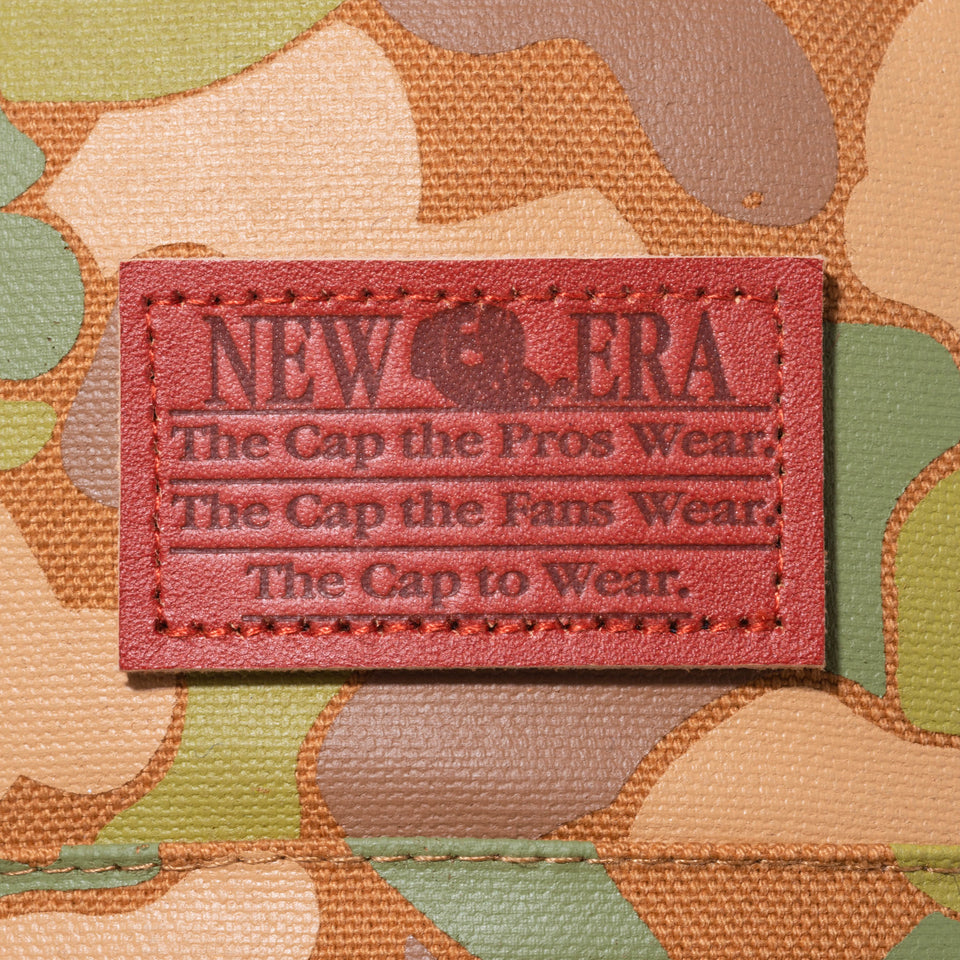 NEW ERA
The Cap the Pros Wear.
The Cap the Fans Wear.
The Cap to Wear.